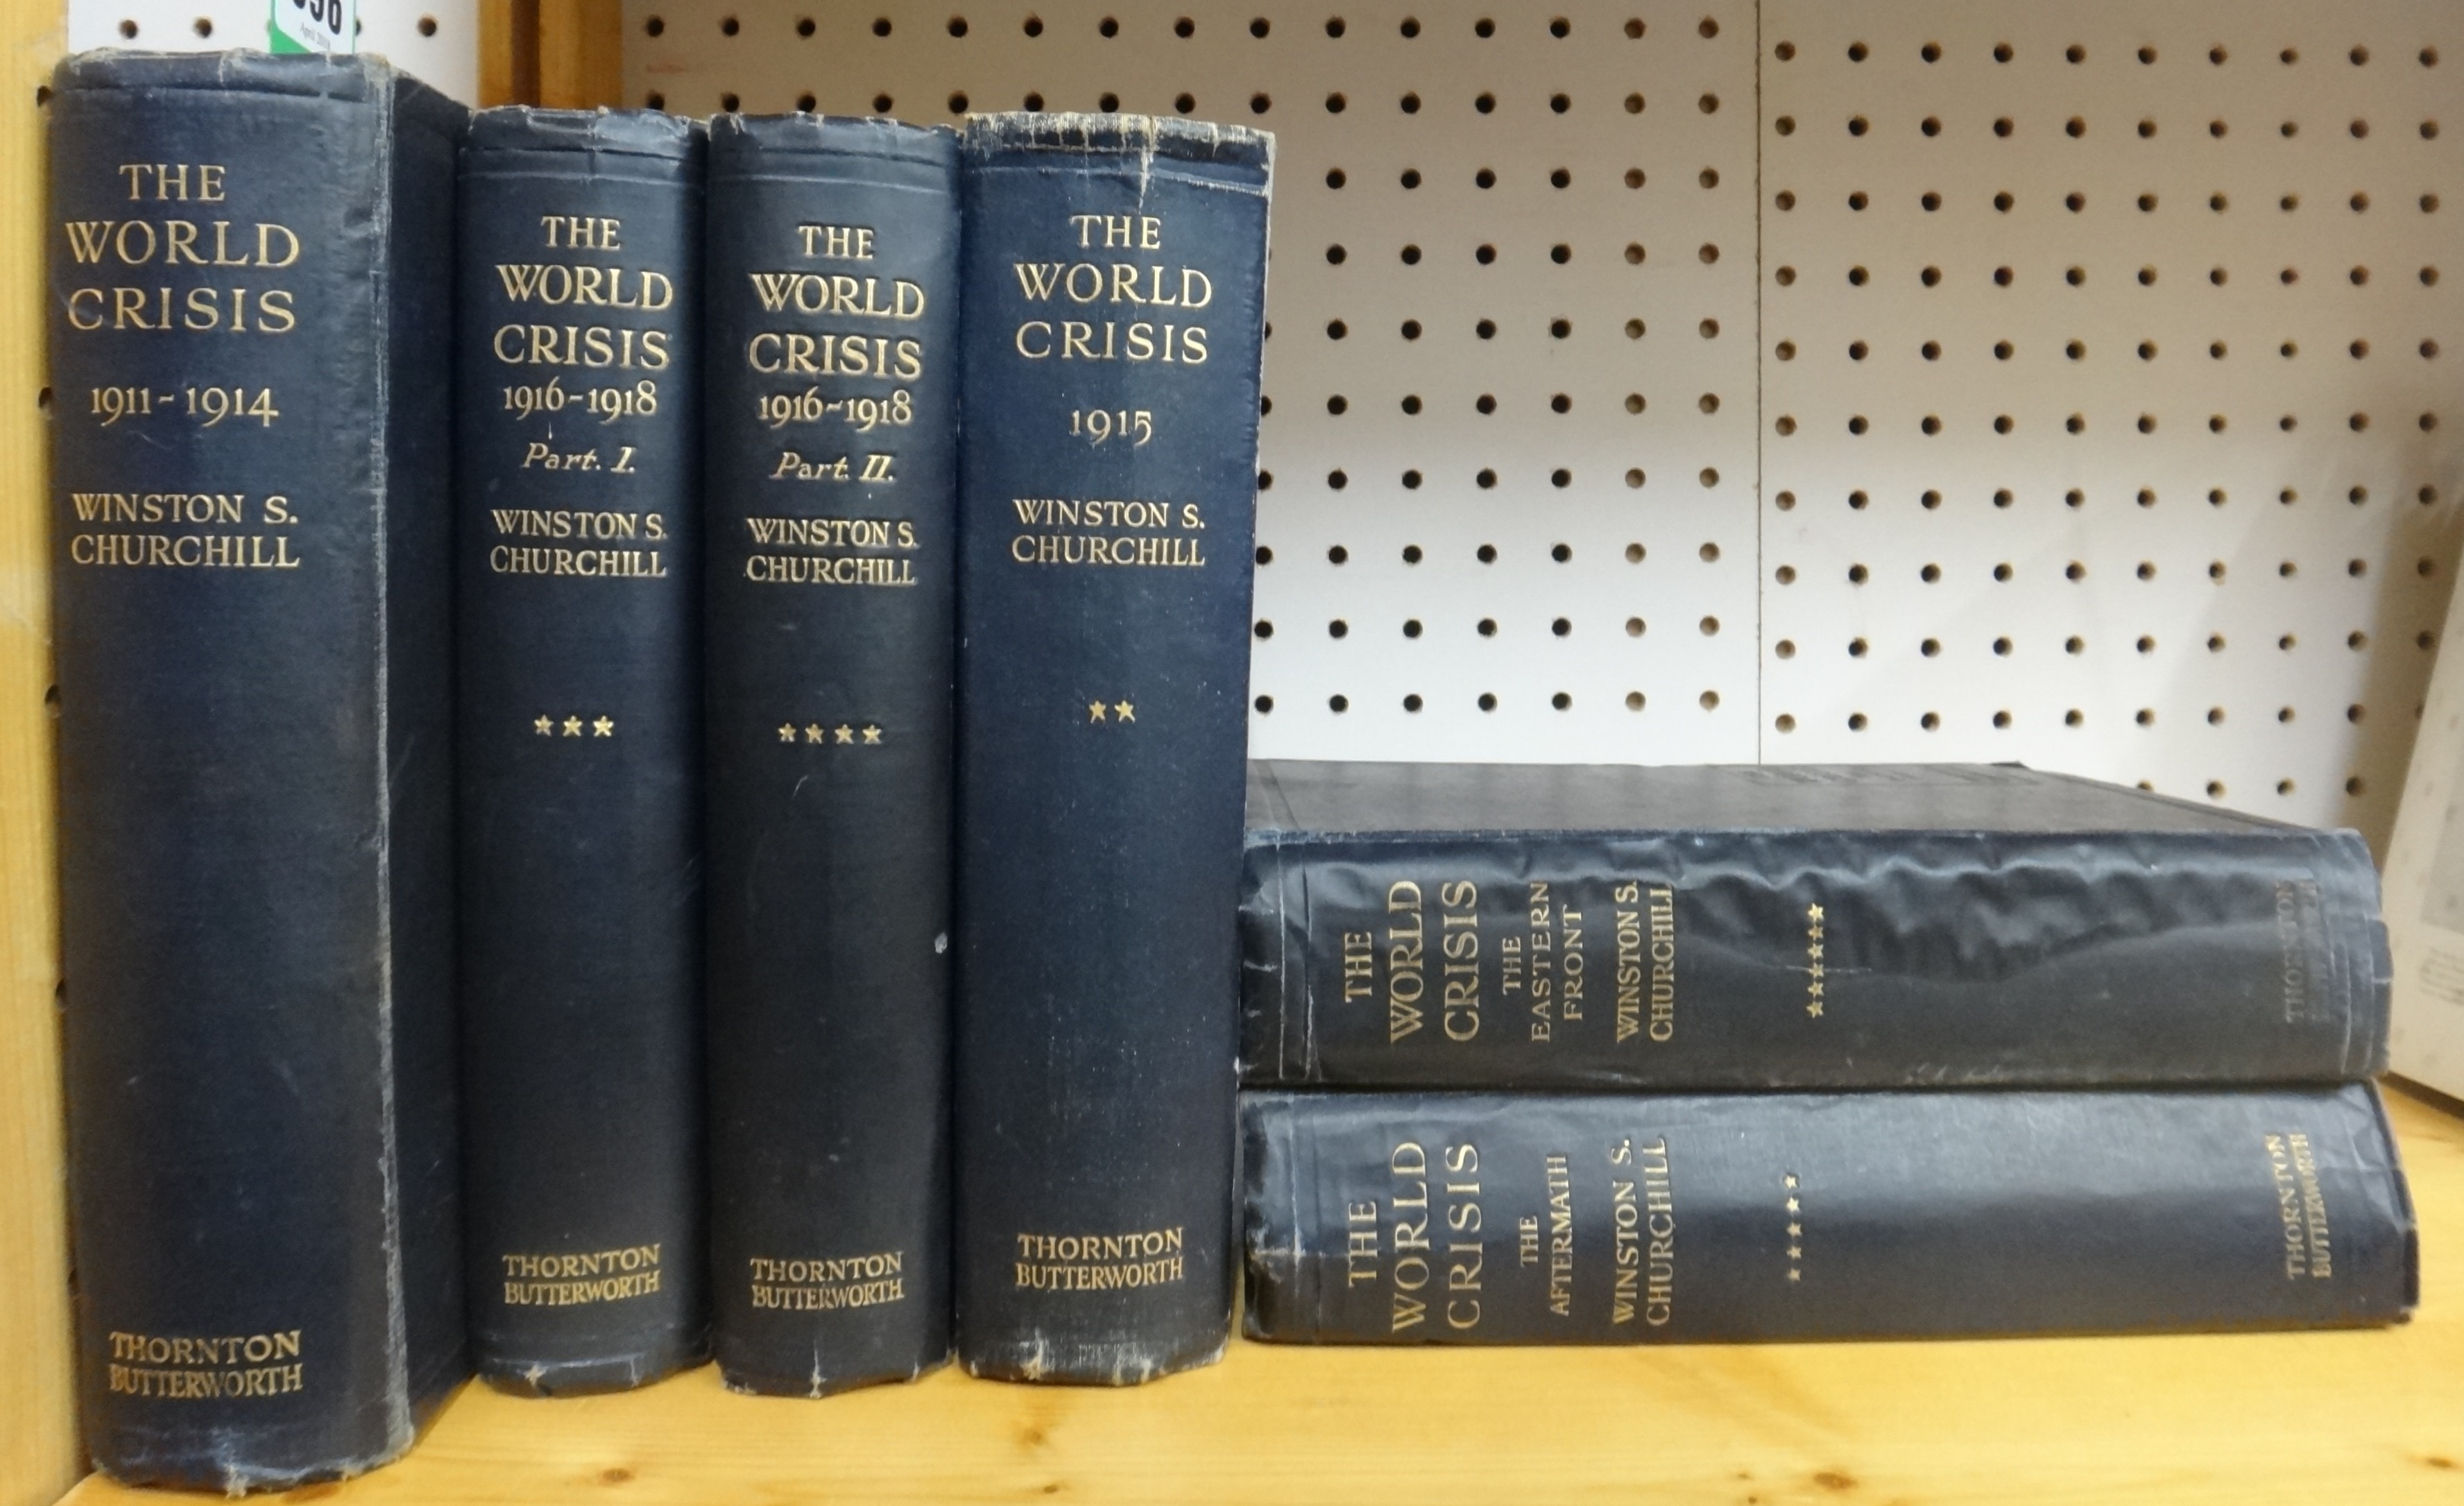 THE
WORLD
CRISIS
1911-1914
WINSTON S.
CHURCHILL
THORNTON
BUTTERWORTH
THE
WORLD
CRISIS
1916-1918
Part. I.
WINSTON S.
CHURCHILL
★★★
THORNTON
BUTTERWORTH
THE
WORLD
CRISIS
1916-1918
Part. II.
WINSTON S.
CHURCHILL
★★★★
THORNTON
BUTTERWORTH
THE
WORLD
CRISIS
1915
WINSTON S.
CHURCHILL
★★
THORNTON
BUTTERWORTH
THE
WORLD
CRISIS
THE
EASTERN
FRONT
WINSTON S.
CHURCHILL
★★★★★★
THORNTON
THE
WORLD
CRISIS
THE
AFTERMATH
WINSTON S.
CHURCHILL
★★★★★
THORNTON
BUTTERWORTH